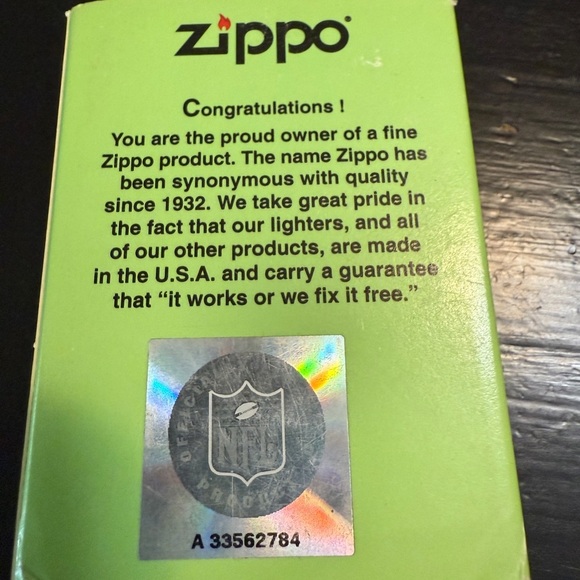 zippo
Congratulations !
You are the proud owner of a fine
Zippo product. The name Zippo has
been synonymous with quality
since 1932. We take great pride in
the fact that our lighters, and all
of our other products, are made
in the U.S.A. and carry a guarantee
that “it works or we fix it free.”
OFFICIAL
NFL
PRODUCT
A 33562784